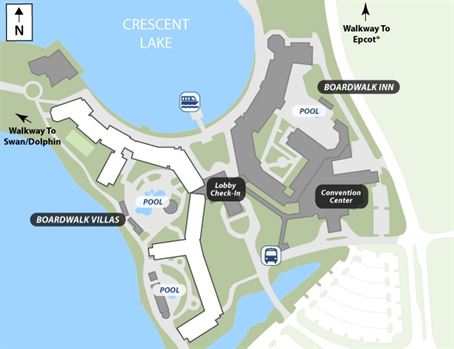 CRESCENT
LAKE
N
Walkway To
Epcot®
BOARDWALK INN
POOL
Walkway To
Swan/Dolphin
Lobby
Check-In
Convention
Center
POOL
BOARDWALK VILLAS
POOL